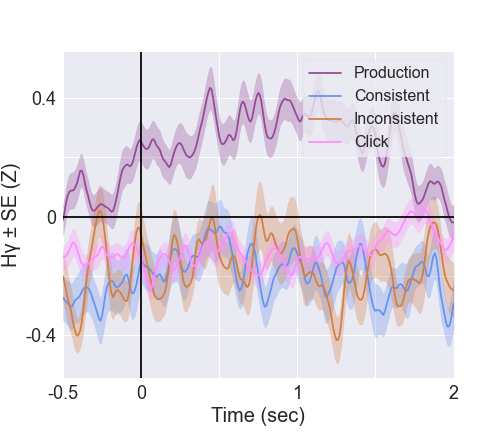 Production
Consistent
Inconsistent
Click
Hγ ± SE (Z)
0.4
0
-0.4
-0.5
0
1
2
Time (sec)